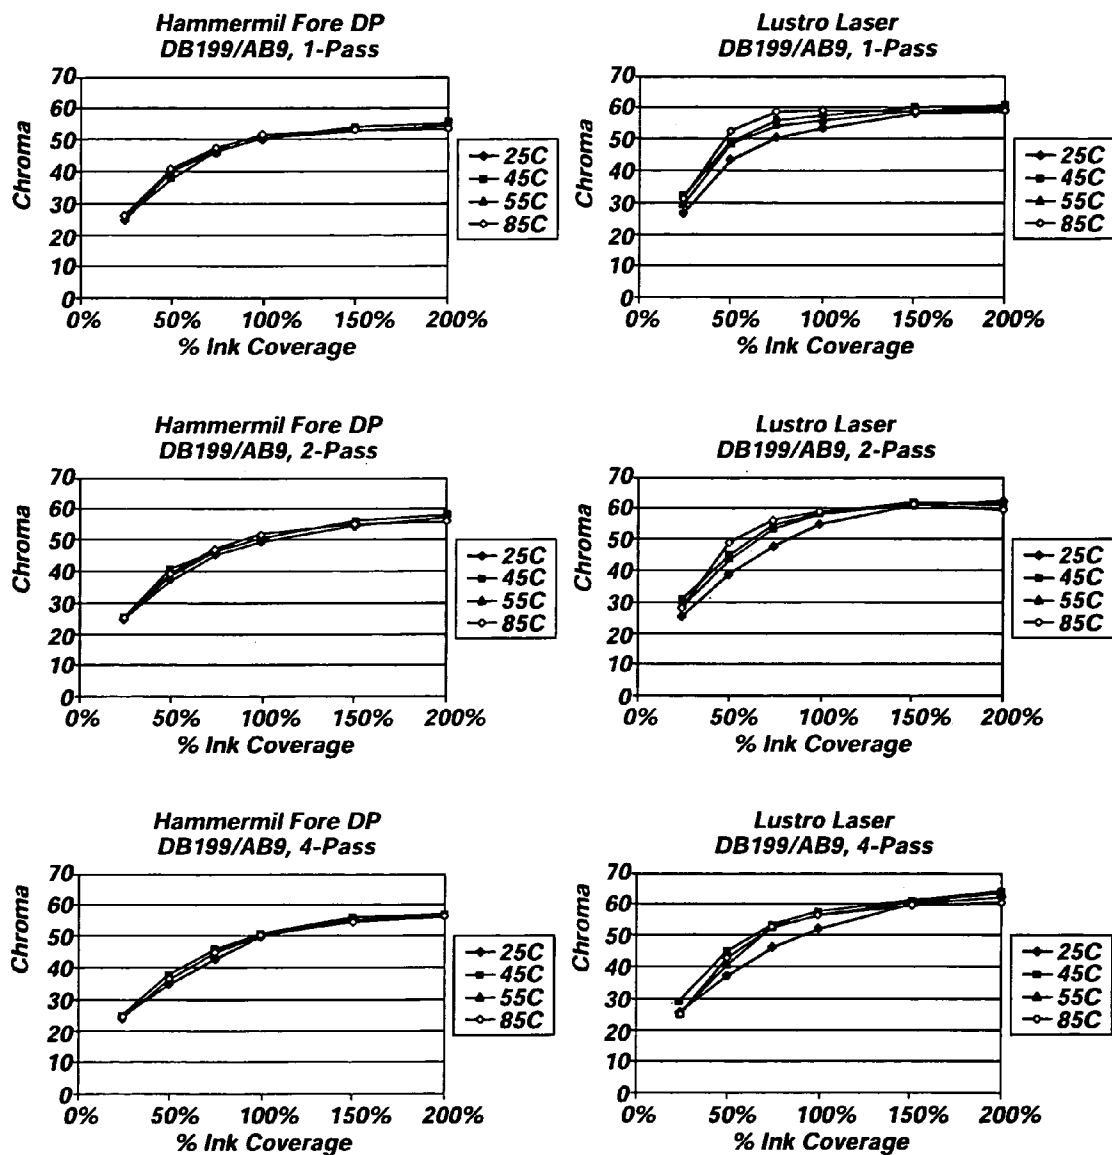 Hammermil Fore DP
DB199/AB9, 1-Pass
Chroma
70
60
50
40
30
20
10
0
0% 50% 100% 150% 200%
% Ink Coverage
25C
45C
55C
85C
Lustro Laser
DB199/AB9, 1-Pass
Chroma
70
60
50
40
30
20
10
0
0% 50% 100% 150% 200%
% Ink Coverage
25C
45C
55C
85C
Hammermil Fore DP
DB199/AB9, 2-Pass
Chroma
70
60
50
40
30
20
10
0
0% 50% 100% 150% 200%
% Ink Coverage
25C
45C
55C
85C
Lustro Laser
DB199/AB9, 2-Pass
Chroma
70
60
50
40
30
20
10
0
0% 50% 100% 150% 200%
% Ink Coverage
25C
45C
55C
85C
Hammermil Fore DP
DB199/AB9, 4-Pass
Chroma
70
60
50
40
30
20
10
0
0% 50% 100% 150% 200%
% Ink Coverage
25C
45C
55C
85C
Lustro Laser
DB199/AB9, 4-Pass
Chroma
70
60
50
40
30
20
10
0
0% 50% 100% 150% 200%
% Ink Coverage
25C
45C
55C
85C